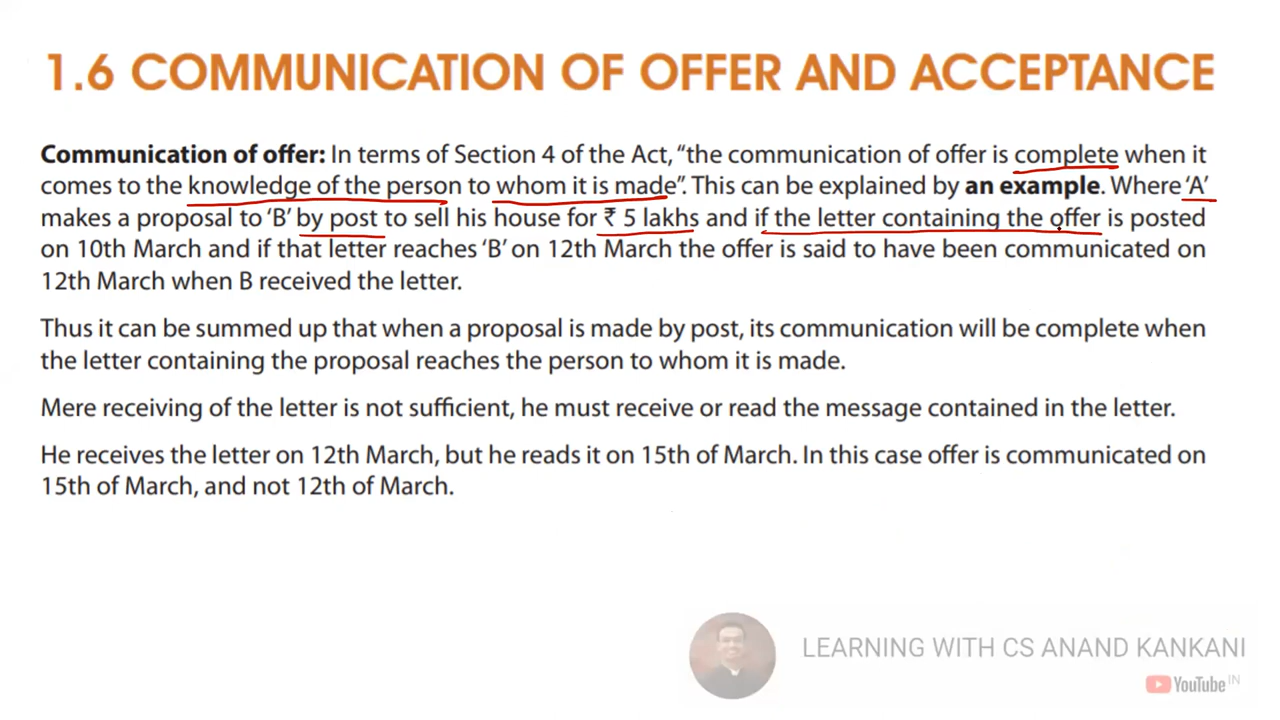 1.6 COMMUNICATION OF OFFER AND ACCEPTANCE
Communication of offer: In terms of Section 4 of the Act, “the communication of offer is complete when it
comes to the knowledge of the person to whom it is made”. This can be explained by an example. Where ‘A’
makes a proposal to ‘B’ by post to sell his house for ₹ 5 lakhs and if the letter containing the offer is posted
on 10th March and if that letter reaches ‘B’ on 12th March the offer is said to have been communicated on
12th March when B received the letter.
Thus it can be summed up that when a proposal is made by post, its communication will be complete when
the letter containing the proposal reaches the person to whom it is made.
Mere receiving of the letter is not sufficient, he must receive or read the message contained in the letter.
He receives the letter on 12th March, but he reads it on 15th of March. In this case offer is communicated on
15th of March, and not 12th of March.
LEARNING WITH CS ANAND KANKANI
YouTube IN